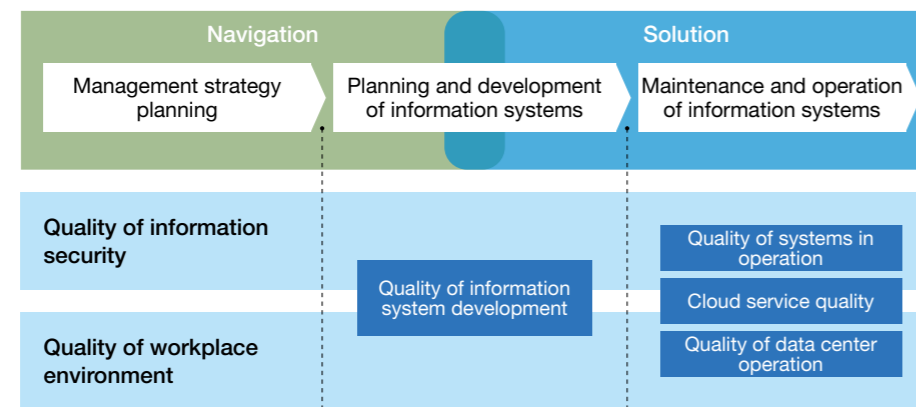 Navigation
Solution
Management strategy
planning
Planning and development
of information systems
Maintenance and operation
of information systems
Quality of information
security
Quality of information
system development
Quality of systems in
operation
Cloud service quality
Quality of data center
operation
Quality of workplace
environment